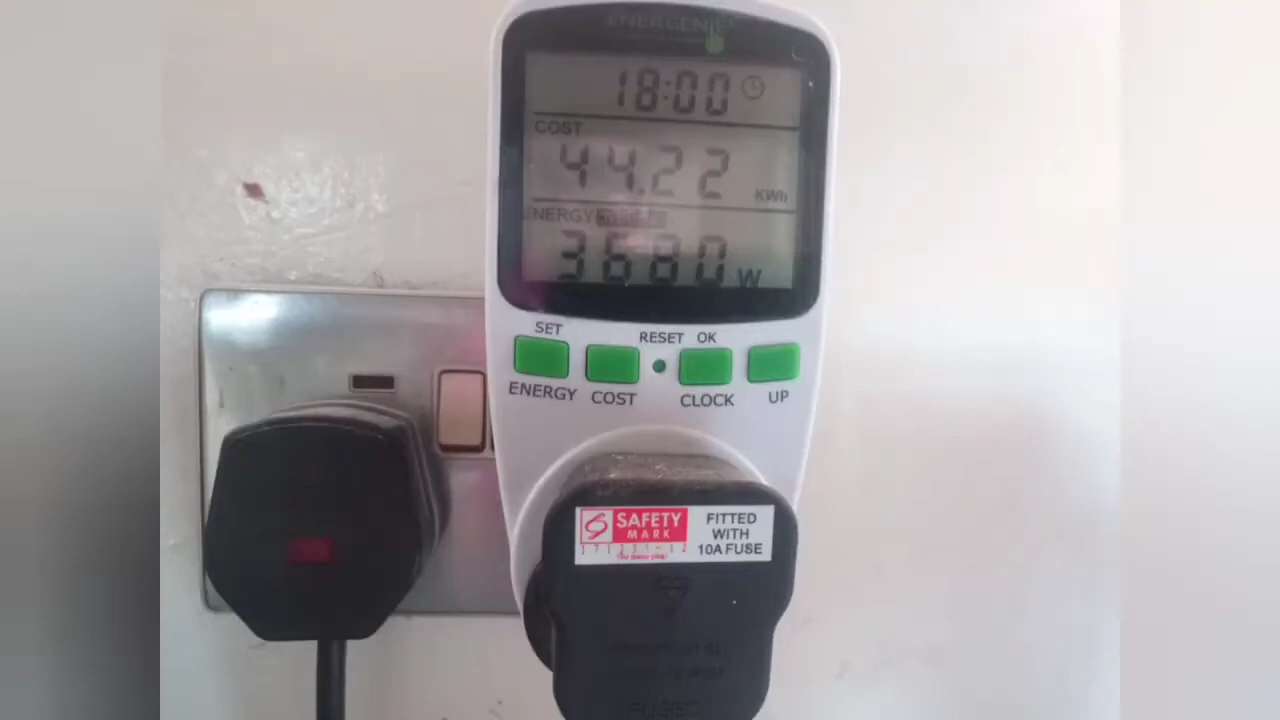 ENERGENIE
18:00
COST
44.22 KWh
ENERGY
3680 W
SET RESET OK
ENERGY COST CLOCK UP
SAFETY MARK
FITTED WITH 10A FUSE